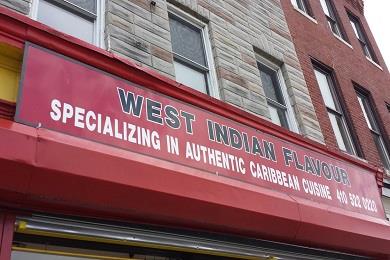 WEST INDIAN FLAVOUR
SPECIALIZING IN AUTHENTIC CARIBBEAN CUISINE 410 522 0220